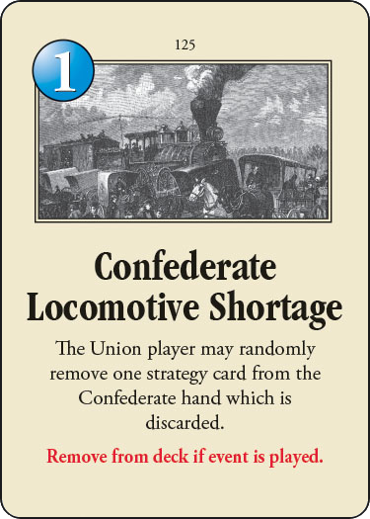 125
1
Confederate
Locomotive Shortage
The Union player may randomly
remove one strategy card from the
Confederate hand which is
discarded.
Remove from deck if event is played.